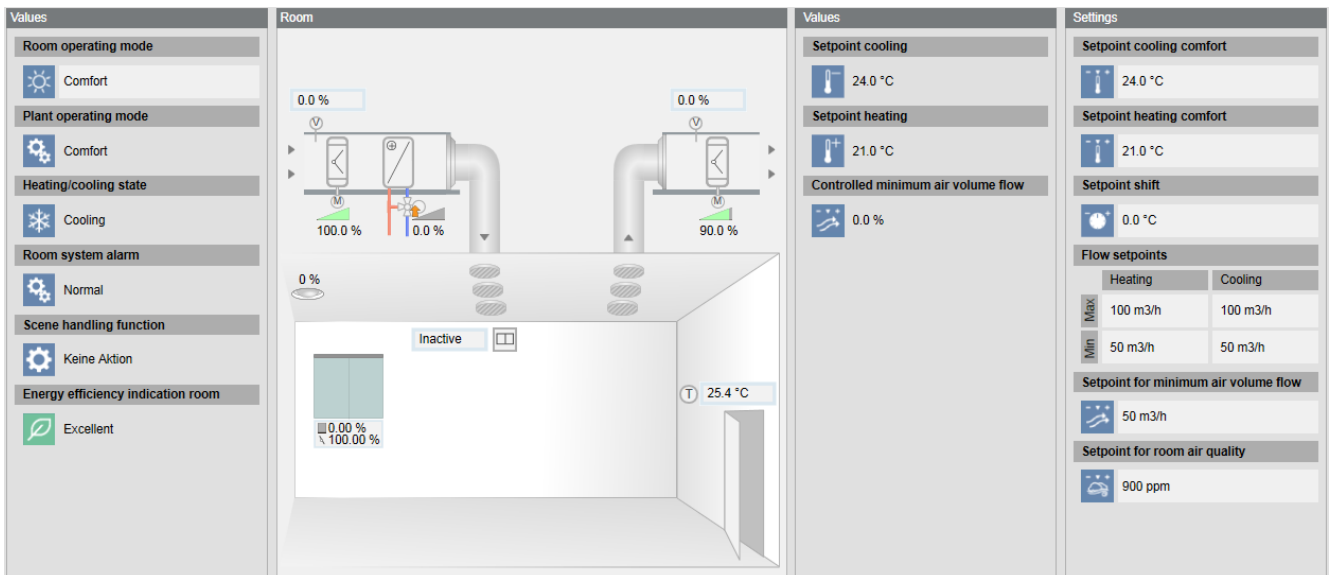 Values
Room operating mode
Comfort
Plant operating mode
Comfort
Heating/cooling state
Cooling
Room system alarm
Normal
Scene handling function
Keine Aktion
Energy efficiency indication room
Excellent
Room
0.0 %
0.0 %
V
V
M
M
100.0 %
0.0 %
90.0 %
0 %
Inactive
T
25.4 °C
0.00 %
100.00 %
Values
Setpoint cooling
24.0 °C
Setpoint heating
21.0 °C
Controlled minimum air volume flow
0.0 %
Settings
Setpoint cooling comfort
24.0 °C
Setpoint heating comfort
21.0 °C
Setpoint shift
0.0 °C
Flow setpoints
Heating Cooling
Max 100 m3/h 100 m3/h
Min 50 m3/h 50 m3/h
Setpoint for minimum air volume flow
50 m3/h
Setpoint for room air quality
900 ppm